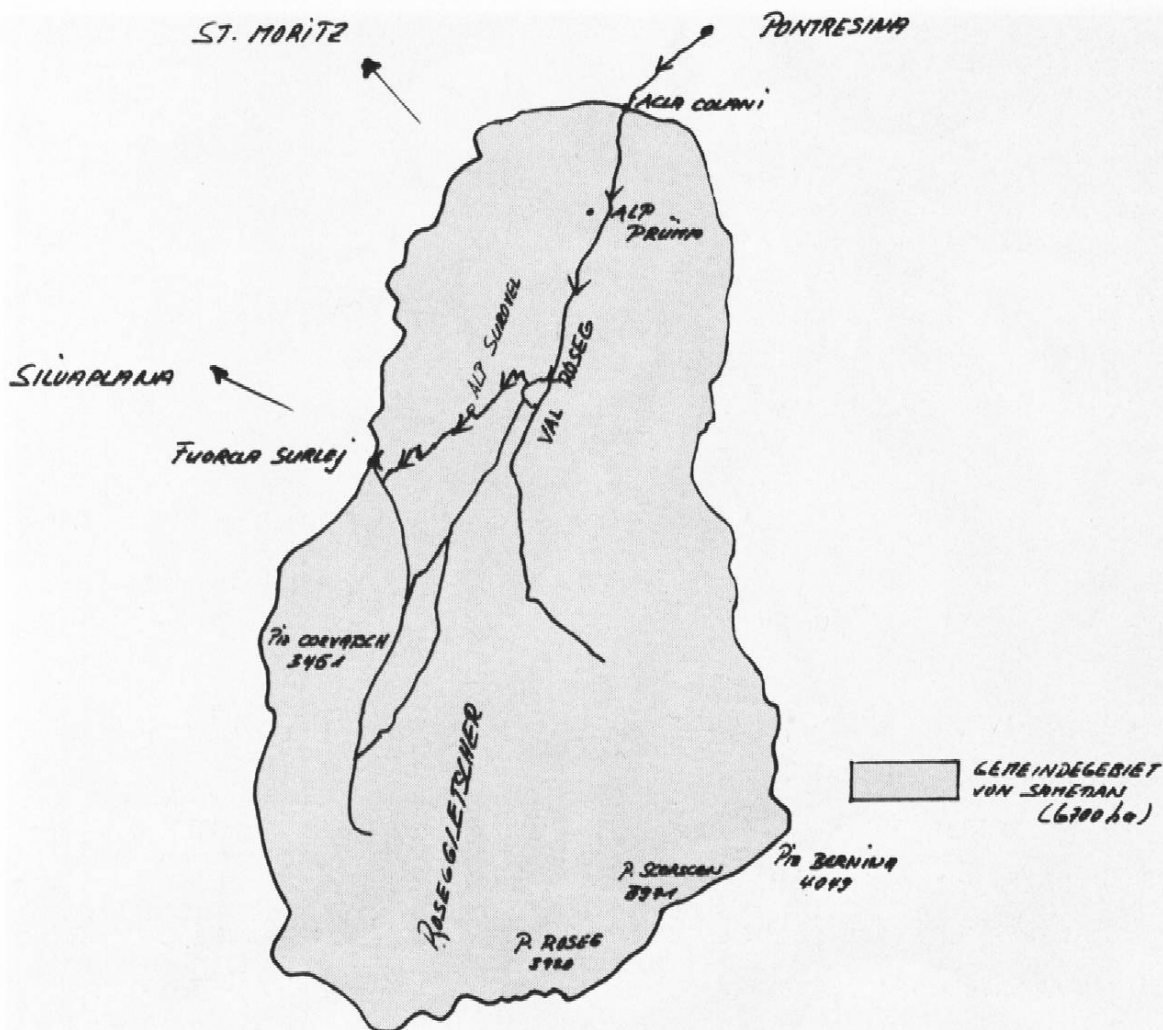 ST. MORITZ
PONTRESINA
ACLA COLANI
ALP
PRÜMA
ALP SUROVEL
VAL ROSEG
SILVAPLANA
FUORCLA SURLEJ
Piz CORVATSCH
3451
ROSEGGLETSCHER
GEMEINDEGEBIET
VON SAMEDAN
(6700 ha)
P. SCERSCEN
3971
Piz BERNINA
4049
P. ROSEG